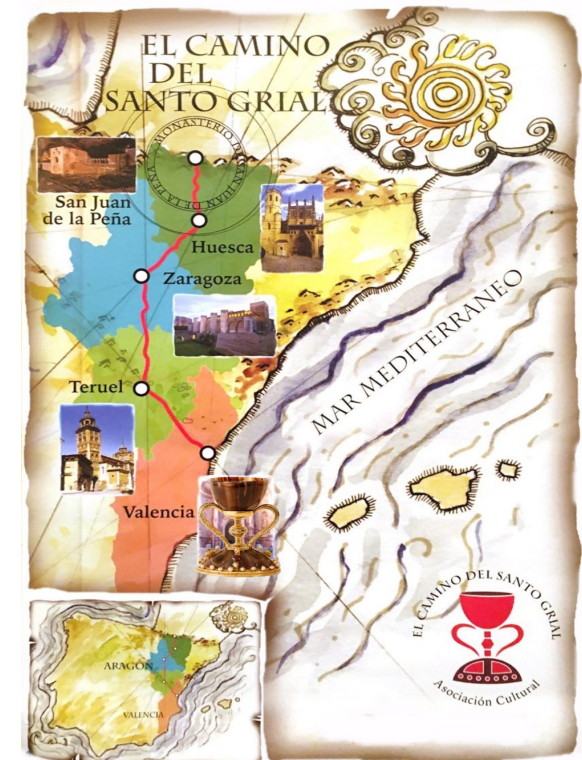 EL CAMINO
DEL
SANTO GRIAL
MONASTERIO DE SAN JUAN DE LA PEÑA
San Juan
de la Peña
Huesca
Zaragoza
MAR MEDITERRANEO
Teruel
Valencia
EL CAMINO DEL SANTO GRIAL
Asociación Cultural
ARAGÓN
VALENCIA